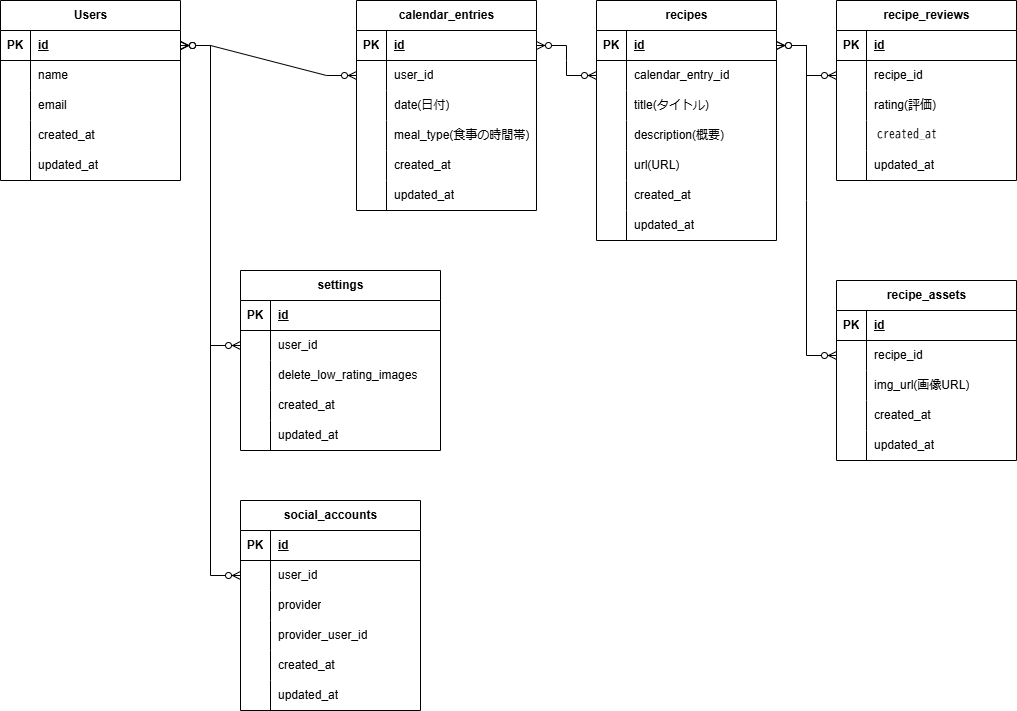 Users
PK id
name
email
created_at
updated_at
calendar_entries
PK id
user_id
date(日付)
meal_type(食事の時間帯)
created_at
updated_at
recipes
PK id
calendar_entry_id
title(タイトル)
description(概要)
url(URL)
created_at
updated_at
recipe_reviews
PK id
recipe_id
rating(評価)
created_at
updated_at
settings
PK id
user_id
delete_low_rating_images
created_at
updated_at
recipe_assets
PK id
recipe_id
img_url(画像URL)
created_at
updated_at
social_accounts
PK id
user_id
provider
provider_user_id
created_at
updated_at